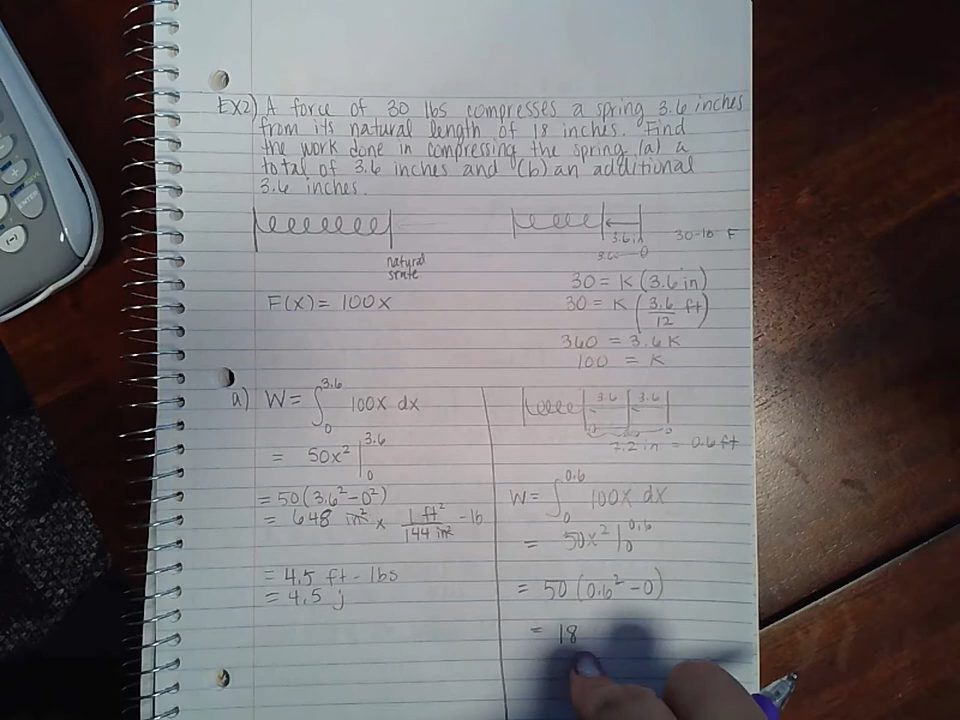 EX2) A force of 30 lbs compresses a spring 3.6 inches
from its natural length of 18 inches. Find
the work done in compressing the spring (a) a
total of 3.6 inches and (b) an additional
3.6 inches.
3.6 in
0
F
natural
state
30 = K (3.6 in)
F(x) = 100x
30 = K (3.6/12 ft)
360 = 3.6 K
100 = K
a) W = ∫₀^3.6 100x dx
= 50x² |₀^3.6
= 50 (3.6² - 0²)
= 648 in² × 1 ft²/144 in² - lb
= 4.5 ft - lbs
= 4.5 j
3.6 3.6
7.2 in = 0.6 ft
W = ∫₀^0.6 100x dx
= 50x² |₀^0.6
= 50 (0.6² - 0)
= 18
ENTER
(-)